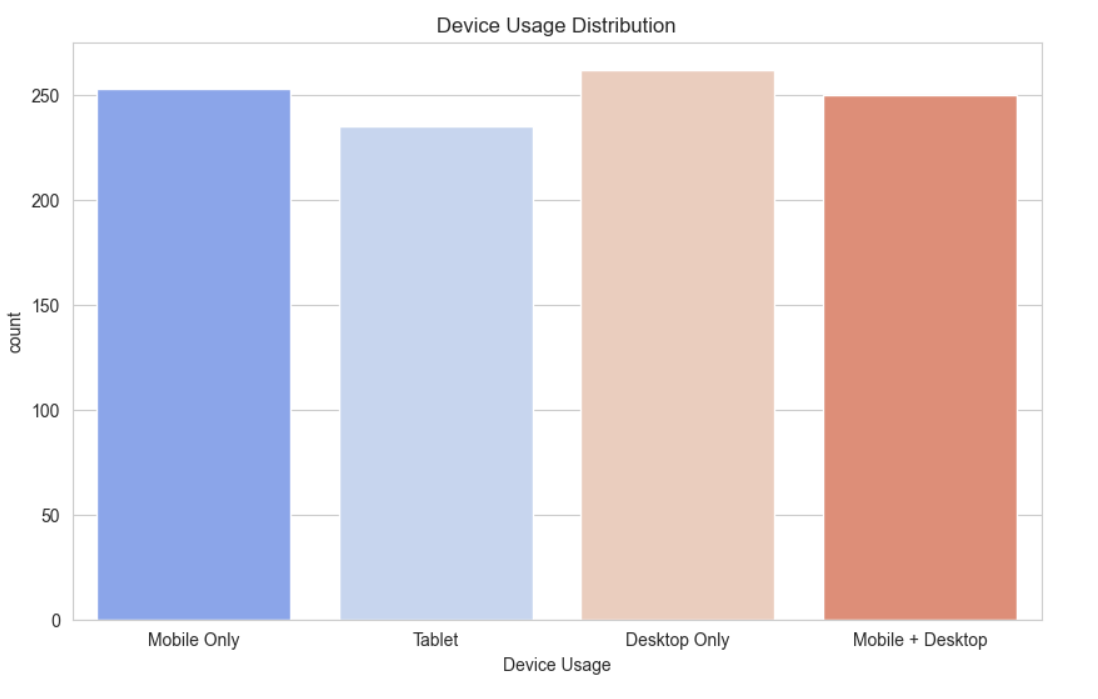 Device Usage Distribution
250
200
150
100
50
0
count
Mobile Only
Tablet
Desktop Only
Mobile + Desktop
Device Usage